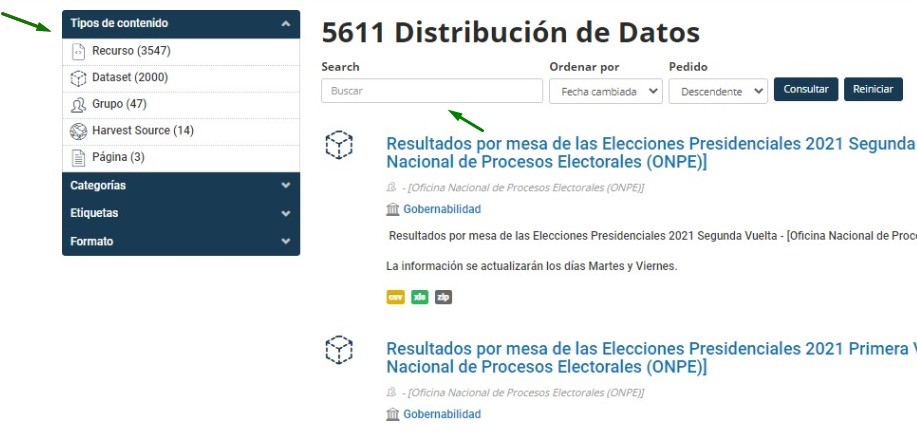 Tipos de contenido
Recurso (3547)
Dataset (2000)
Grupo (47)
Harvest Source (14)
Página (3)
Categorías
Etiquetas
Formato
5611 Distribución de Datos
Search
Ordenar por
Pedido
Buscar
Fecha cambiada
Descendente
Consultar
Reiniciar
Resultados por mesa de las Elecciones Presidenciales 2021 Segunda
Nacional de Procesos Electorales (ONPE)]
- [Oficina Nacional de Procesos Electorales (ONPE)]
Gobernabilidad
Resultados por mesa de las Elecciones Presidenciales 2021 Segunda Vuelta - [Oficina Nacional de Proc
La información se actualizarán los días Martes y Viernes.
csv xls zip
Resultados por mesa de las Elecciones Presidenciales 2021 Primera V
Nacional de Procesos Electorales (ONPE)]
- [Oficina Nacional de Procesos Electorales (ONPE)]
Gobernabilidad